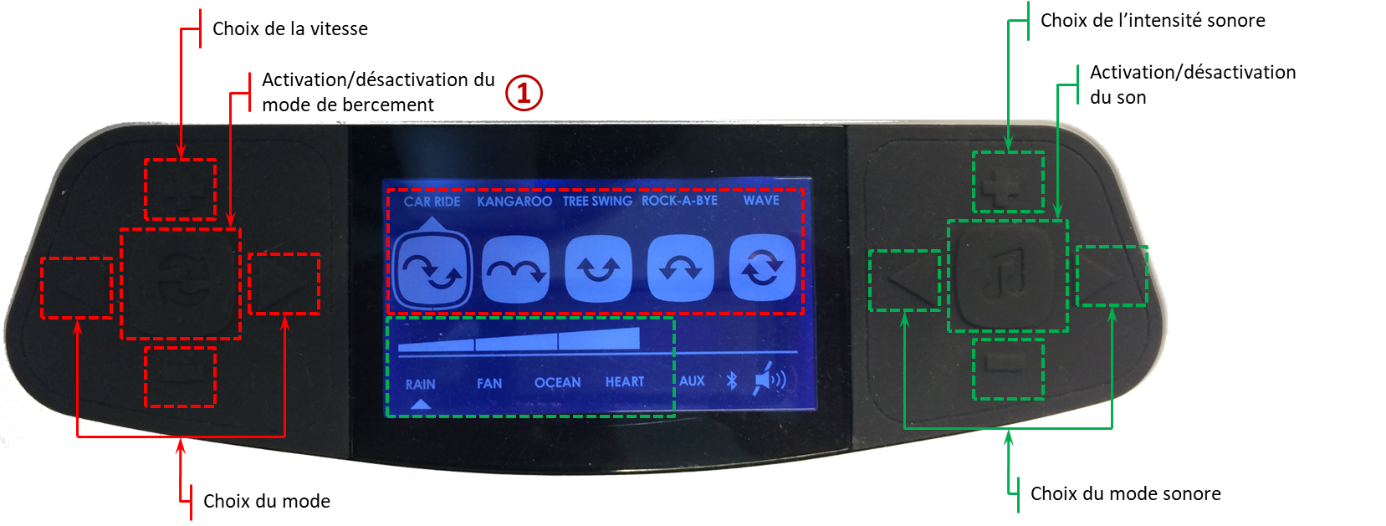 Choix de la vitesse
Choix de l’intensité sonore
Activation/désactivation du
mode de bercement
①
Activation/désactivation
du son
CAR RIDE KANGAROO TREE SWING ROCK-A-BYE WAVE
RAIN FAN OCEAN HEART AUX
Choix du mode
Choix du mode sonore